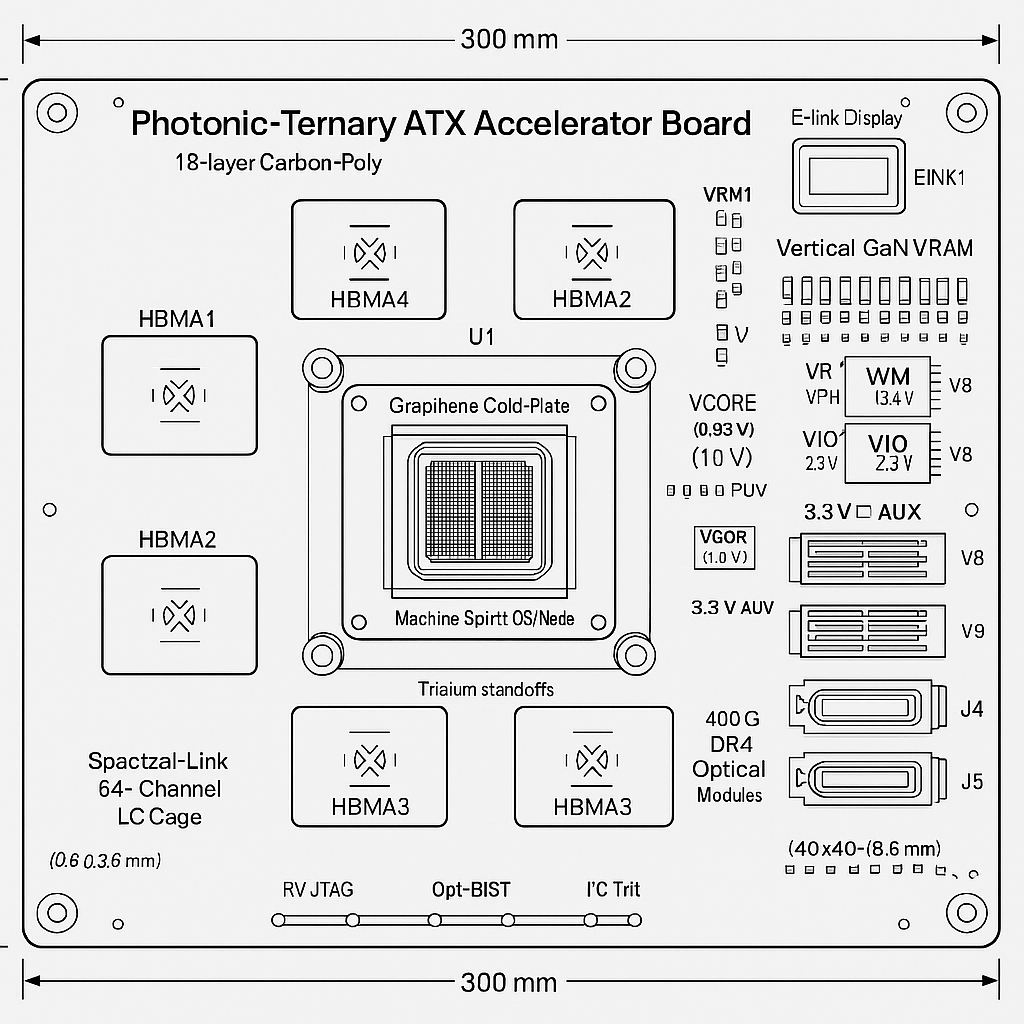 300 mm
Photonic-Ternary ATX Accelerator Board
18-layer Carbon-Poly
E-link Display
EINK1
VRM1
Vertical GaN VRAM
HBMA4
HBMA2
HBMA1
U1
V
VR
VPH
WM
(3.4 V
V8
Grapihene Cold-Plate
VCORE
(0,93 V)
(10 V)
VIO
2.3 V
VIO
2.3 V
V8
PUV
3.3 V □ AUX
HBMA2
VGOR
(1.0 V)
V8
3.3 V AUV
V9
Machine Spirtt OS/Nede
Triaium standoffs
400 G
DR4
Optical
Modules
J4
J5
Spactzal-Link
64- Channel
LC Cage
HBMA3
HBMA3
(0.6 0.3.6 mm)
(40x40-(8.6 mm)
RV JTAG
Opt-BIST
I'C Trit
300 mm